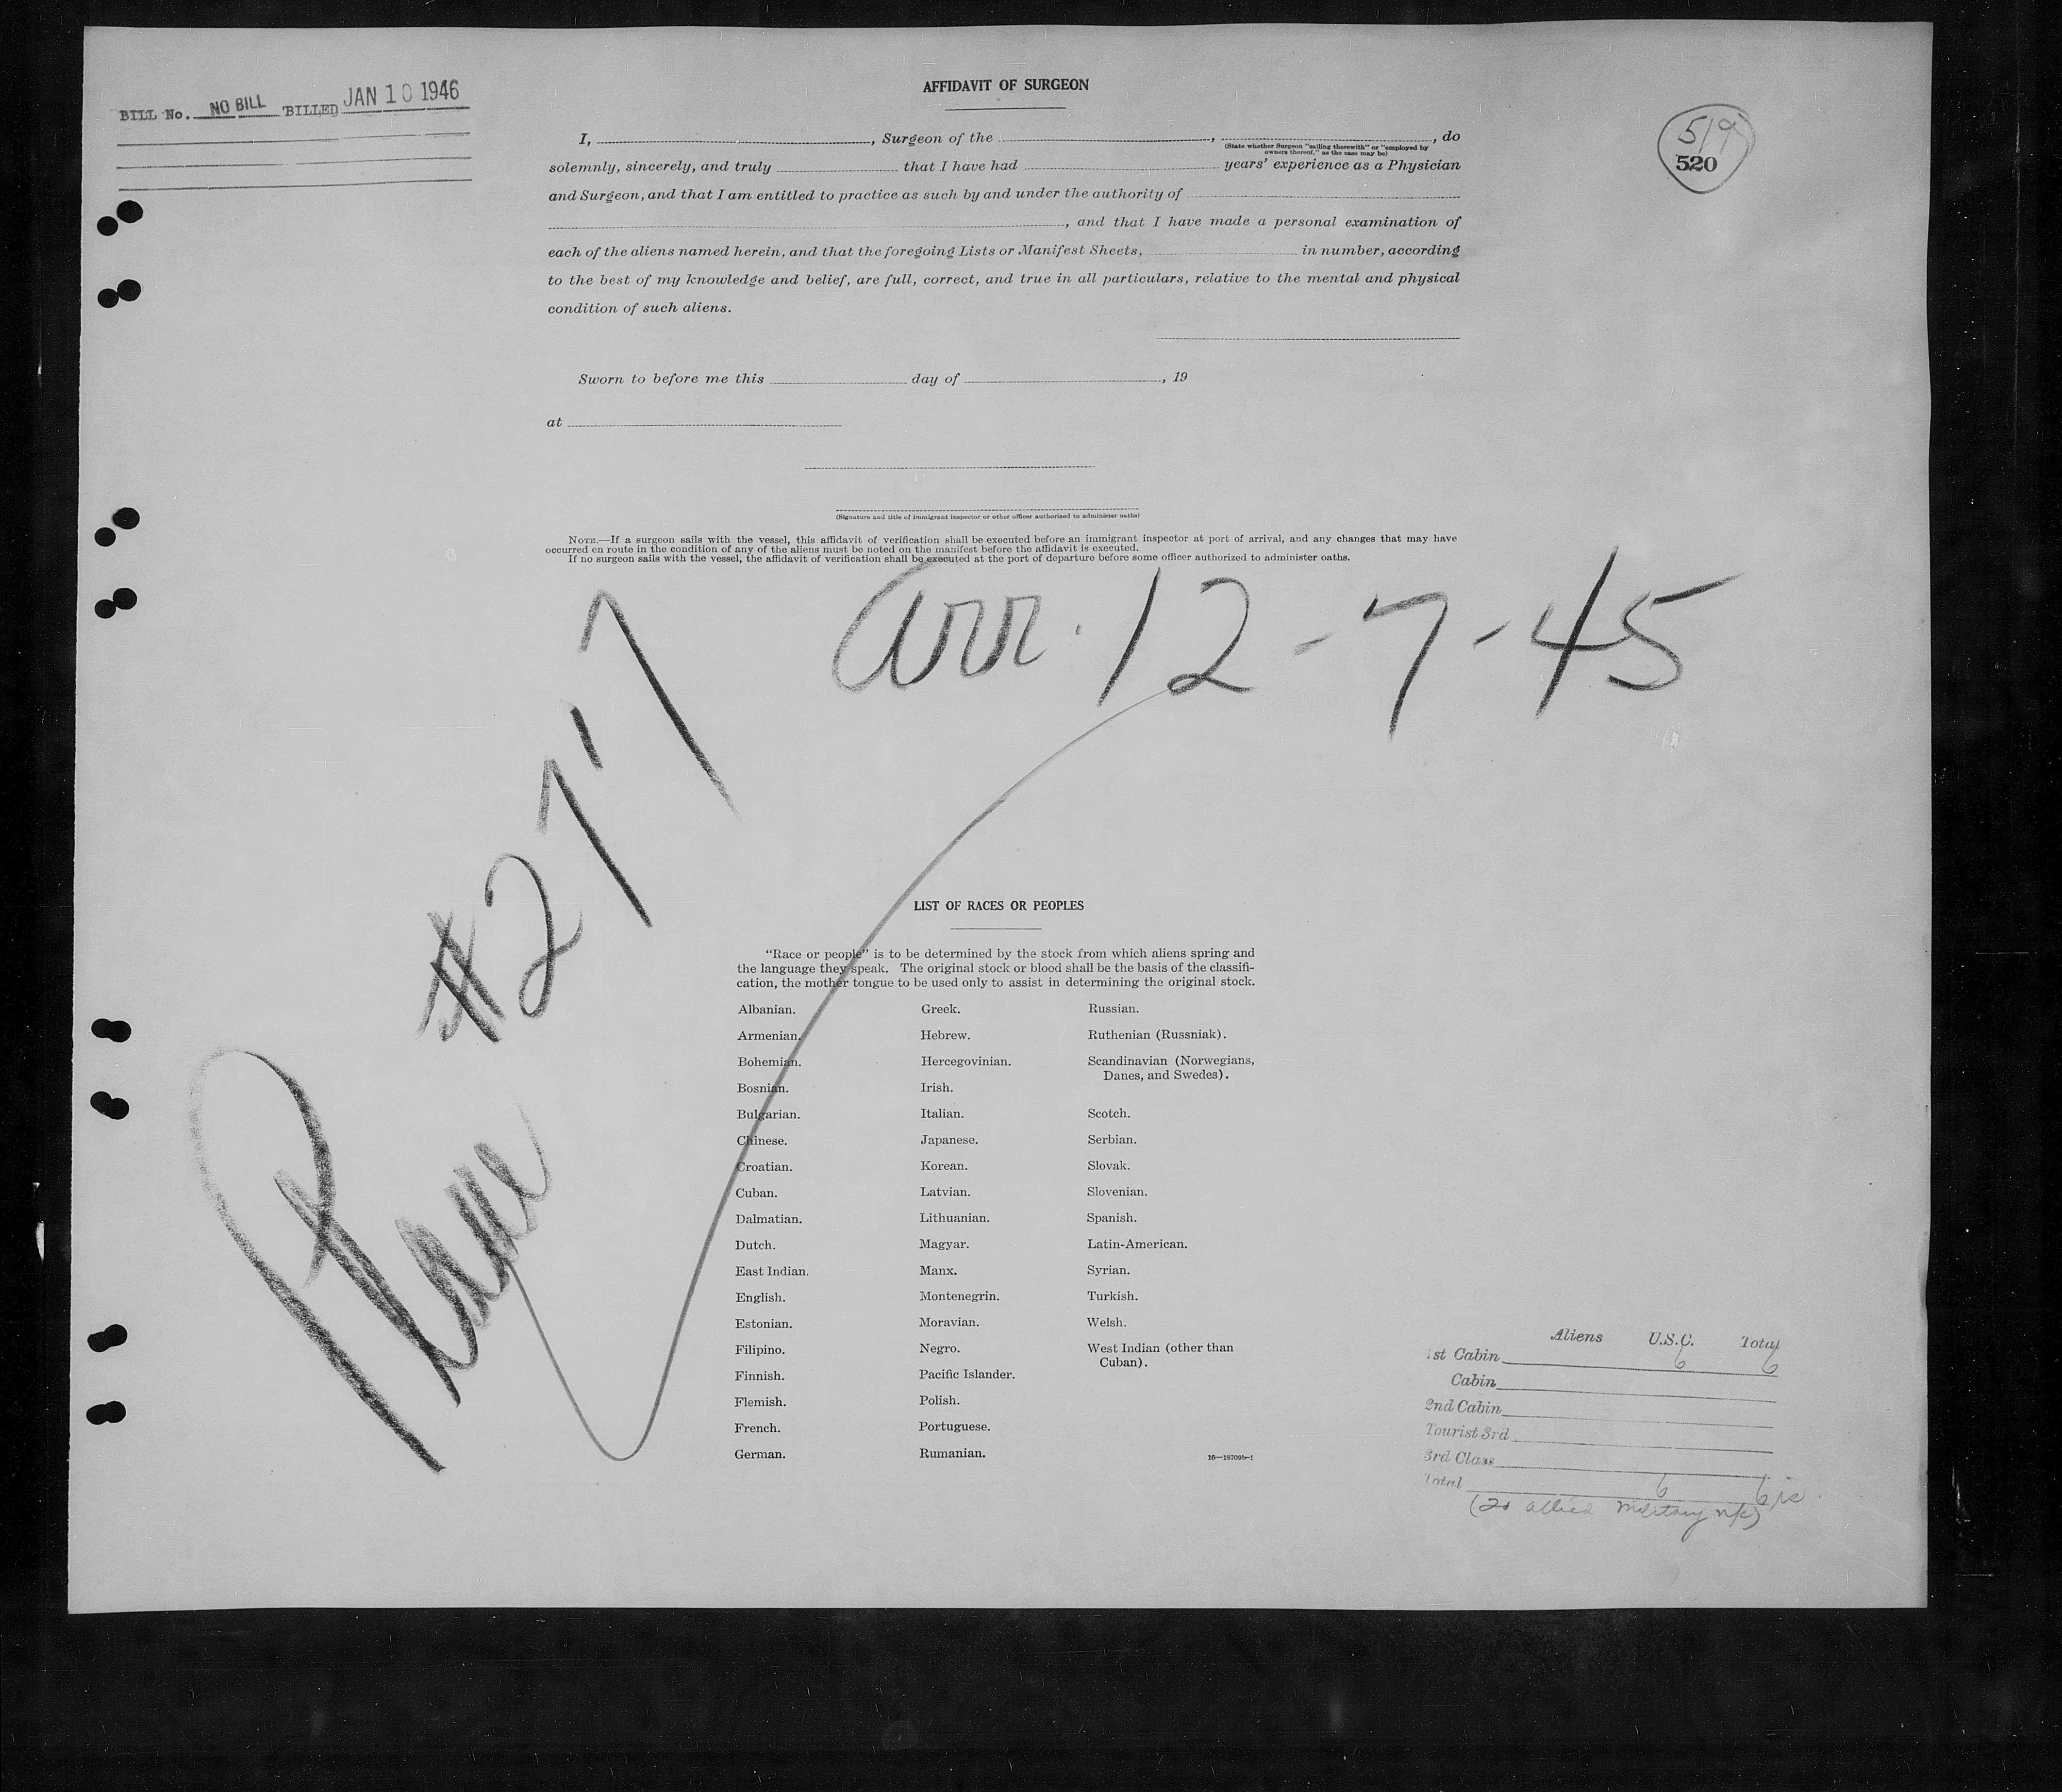 BILL No. NO BILL BILLED JAN 10 1946
AFFIDAVIT OF SURGEON
519
520
I, , Surgeon of the , , do
(State whether Surgeon "sailing therewith" or "employed by
owners thereof," as the case may be)
solemnly, sincerely, and truly that I have had years' experience as a Physician
and Surgeon, and that I am entitled to practice as such by and under the authority of
, and that I have made a personal examination of
each of the aliens named herein, and that the foregoing Lists or Manifest Sheets, in number, according
to the best of my knowledge and belief, are full, correct, and true in all particulars, relative to the mental and physical
condition of such aliens.
Sworn to before me this day of , 19
at
(Signature and title of immigrant inspector or other officer authorized to administer oaths)
NOTE.—If a surgeon sails with the vessel, this affidavit of verification shall be executed before an immigrant inspector at port of arrival, and any changes that may have
occurred en route in the condition of any of the aliens must be noted on the manifest before the affidavit is executed.
If no surgeon sails with the vessel, the affidavit of verification shall be executed at the port of departure before some officer authorized to administer oaths.
arr. 12-7-45
Plane #277
LIST OF RACES OR PEOPLES
"Race or people" is to be determined by the stock from which aliens spring and
the language they speak. The original stock or blood shall be the basis of the classifi-
cation, the mother tongue to be used only to assist in determining the original stock.
Albanian.
Armenian.
Bohemian.
Bosnian.
Bulgarian.
Chinese.
Croatian.
Cuban.
Dalmatian.
Dutch.
East Indian.
English.
Estonian.
Filipino.
Finnish.
Flemish.
French.
German.
Greek.
Hebrew.
Hercegovinian.
Irish.
Italian.
Japanese.
Korean.
Latvian.
Lithuanian.
Magyar.
Manx.
Montenegrin.
Moravian.
Negro.
Pacific Islander.
Polish.
Portuguese.
Rumanian.
Russian.
Ruthenian (Russniak).
Scandinavian (Norwegians,
Danes, and Swedes).
Scotch.
Serbian.
Slovak.
Slovenian.
Spanish.
Latin-American.
Syrian.
Turkish.
Welsh.
West Indian (other than
Cuban).
Aliens U.S.C. Total
1st Cabin 6 6
Cabin
2nd Cabin
Tourist 3rd
3rd Class
Total 6 6
(20 allied military